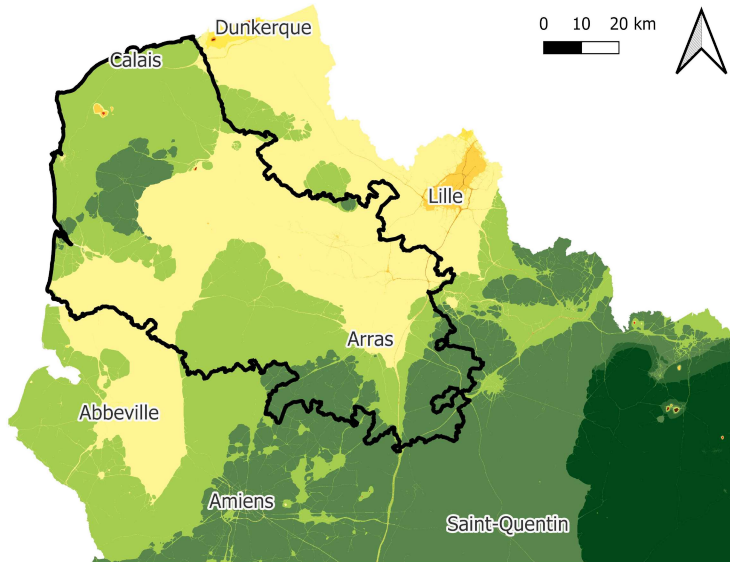 Dunkerque
0 10 20 km
Calais
Lille
Arras
Abbeville
Amiens
Saint-Quentin